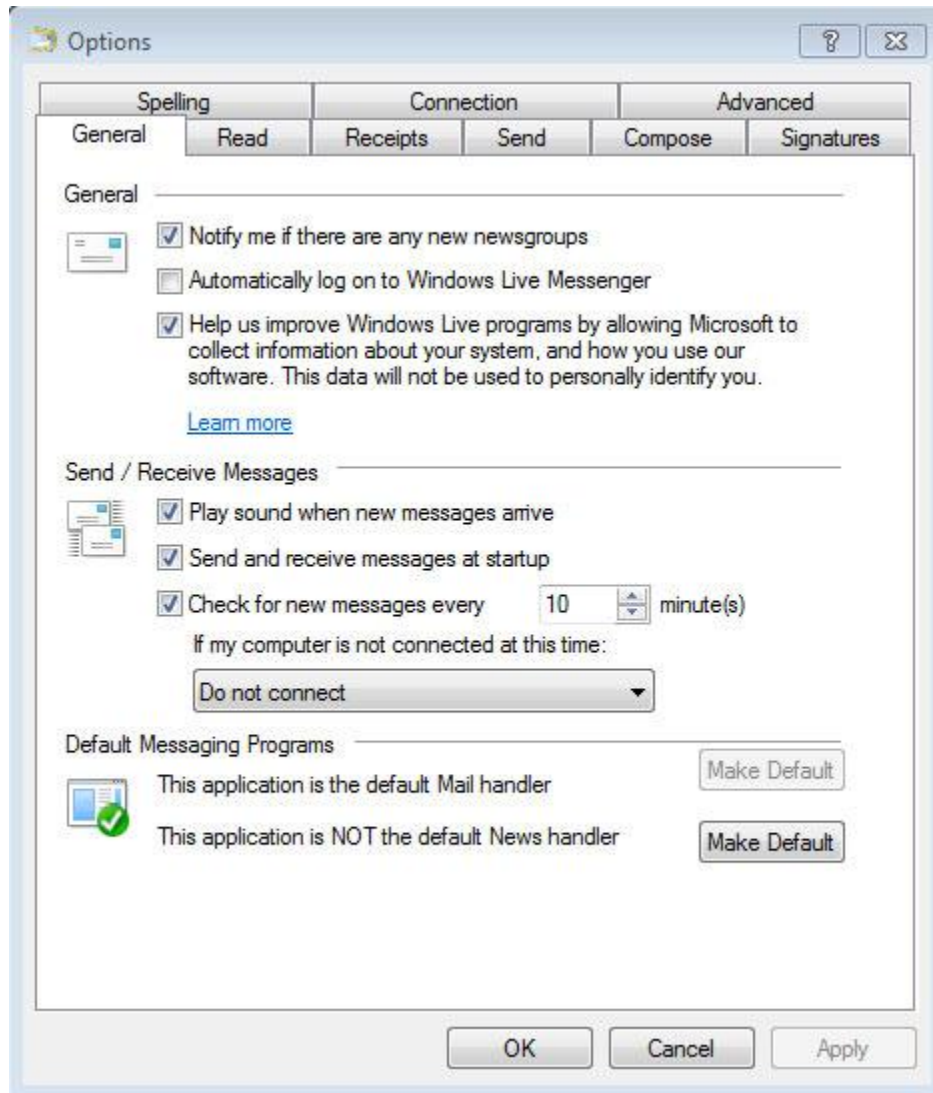 Options
Spelling Connection Advanced
General Read Receipts Send Compose Signatures
General
Notify me if there are any new newsgroups
Automatically log on to Windows Live Messenger
Help us improve Windows Live programs by allowing Microsoft to
collect information about your system, and how you use our
software. This data will not be used to personally identify you.
Learn more
Send / Receive Messages
Play sound when new messages arrive
Send and receive messages at startup
Check for new messages every 10 minute(s)
If my computer is not connected at this time:
Do not connect
Default Messaging Programs
This application is the default Mail handler Make Default
This application is NOT the default News handler Make Default
OK Cancel Apply